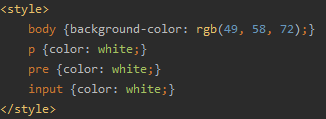 <style>
    body {background-color: rgb(49, 58, 72);}
    p {color: white;}
    pre {color: white;}
    input {color: white;}
</style>